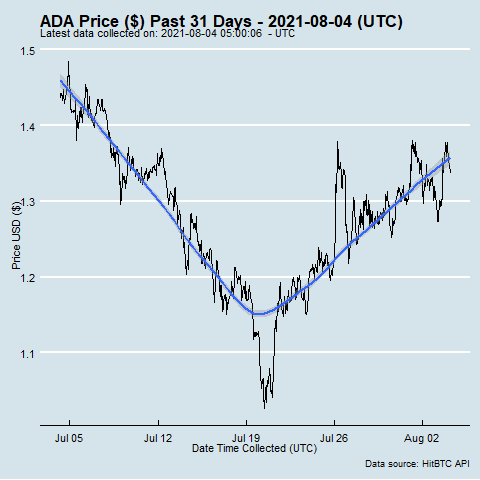 ADA Price ($) Past 31 Days - 2021-08-04 (UTC)
Latest data collected on: 2021-08-04 05:00:06 - UTC
1.5
1.4
1.3
1.2
1.1
Price USD ($)
Jul 05 Jul 12 Jul 19 Jul 26 Aug 02
Date Time Collected (UTC)
Data source: HitBTC API